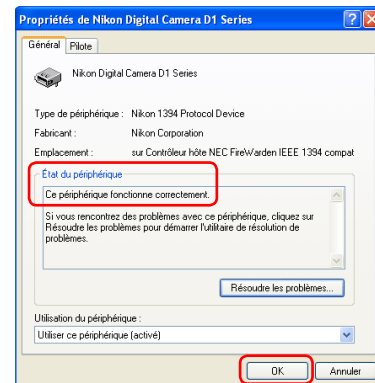 Propriétés de Nikon Digital Camera D1 Series
Général Pilote
Nikon Digital Camera D1 Series
Type de périphérique : Nikon 1394 Protocol Device
Fabricant : Nikon Corporation
Emplacement : sur Contrôleur hôte NEC FireWarden IEEE 1394 compat
État du périphérique
Ce périphérique fonctionne correctement.
Si vous rencontrez des problèmes avec ce périphérique, cliquez sur
Résoudre les problèmes pour démarrer l'utilitaire de résolution de
problèmes.
Résoudre les problèmes...
Utilisation du périphérique :
Utiliser ce périphérique (activé)
OK Annuler